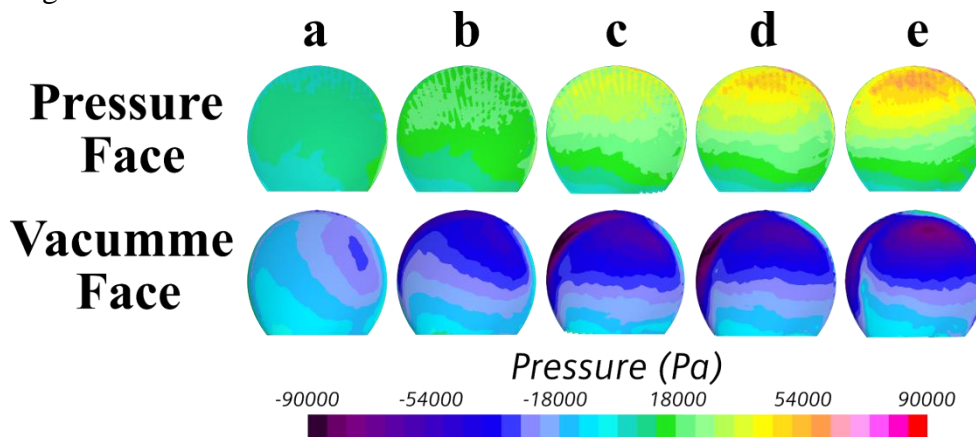 a b c d e
Pressure
Face
Vacumme
Face
Pressure (Pa)
-90000 -54000 -18000 18000 54000 90000